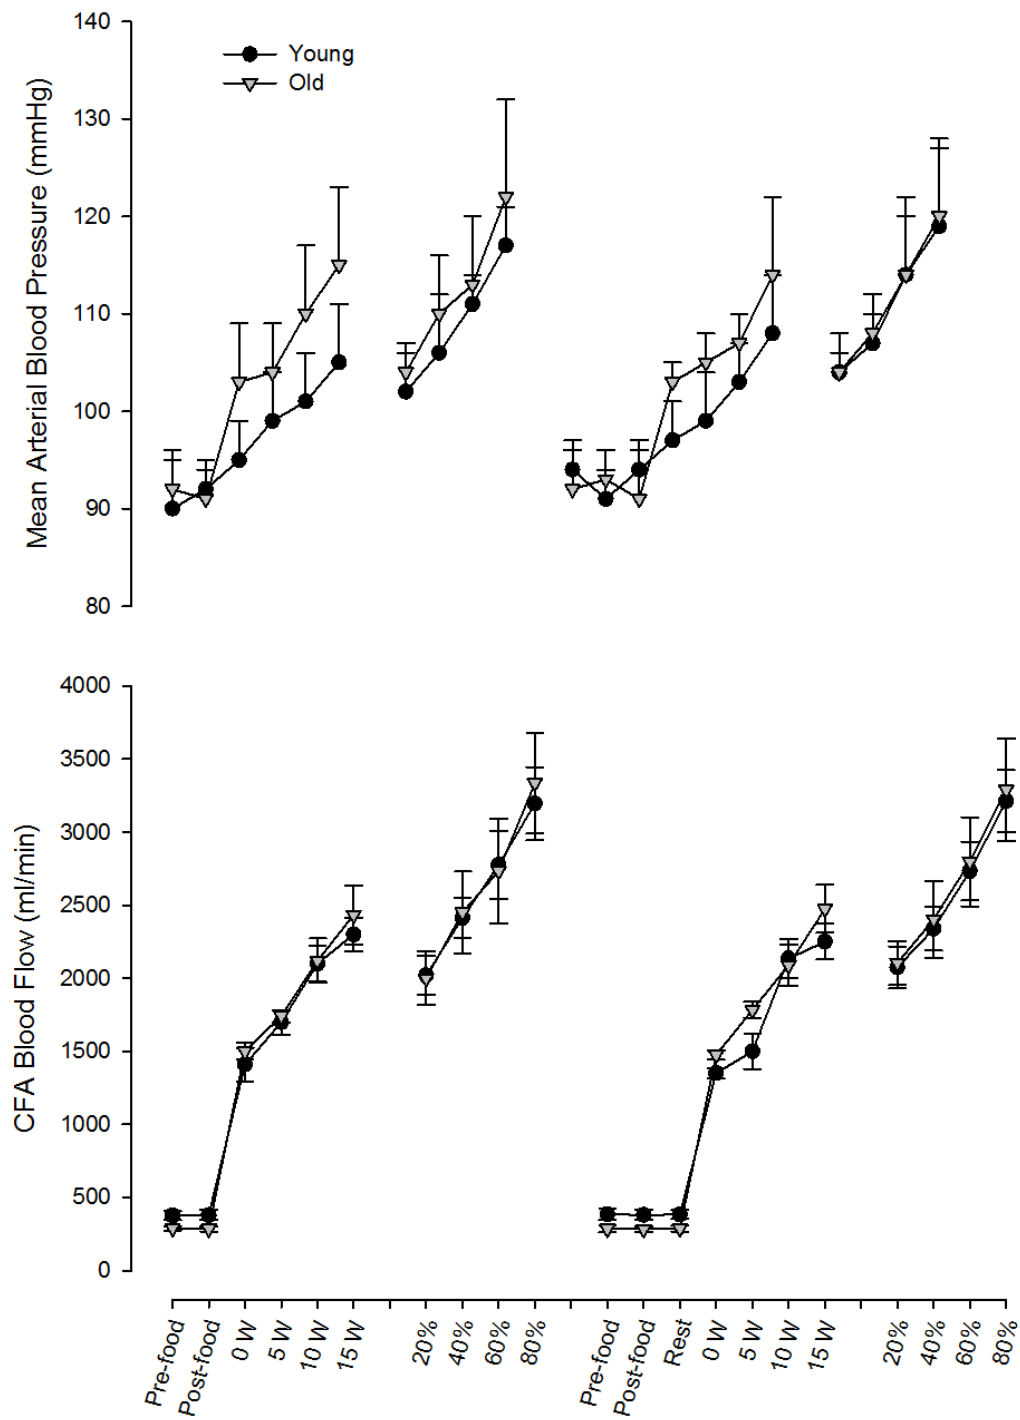 Mean Arterial Blood Pressure (mmHg)
140
130
120
110
100
90
80
Young
Old
CFA Blood Flow (ml/min)
4000
3500
3000
2500
2000
1500
1000
500
0
Pre-food
Post-food
0 W
5 W
10 W
15 W
20%
40%
60%
80%
Pre-food
Post-food
Rest
0 W
5 W
10 W
15 W
20%
40%
60%
80%